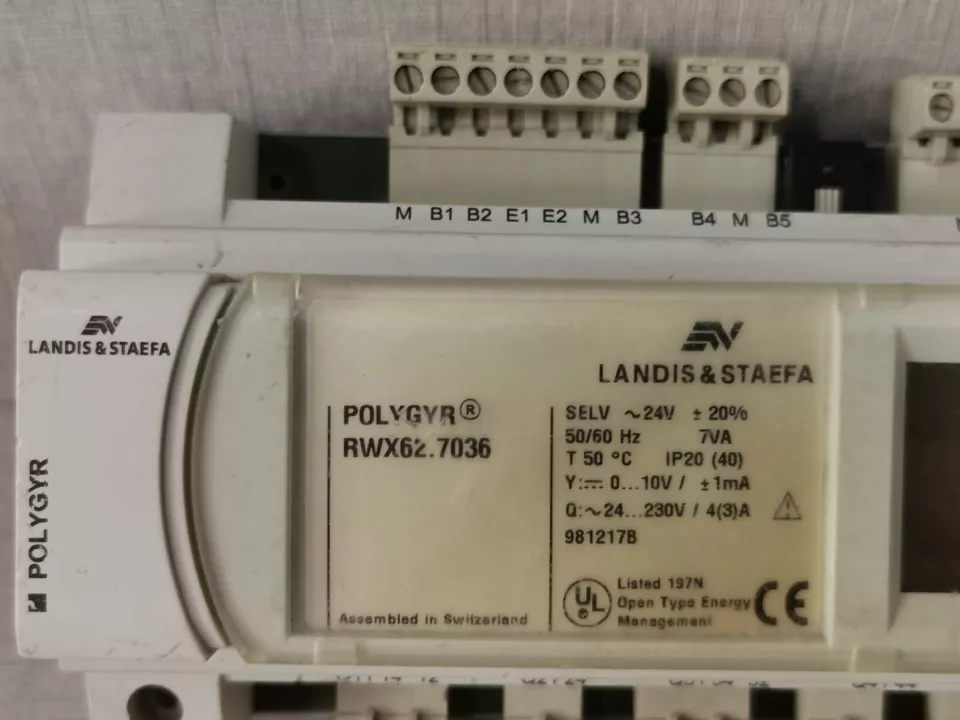 M B1 B2 E1 E2 M B3 B4 M B5
LANDIS & STAEFA
POLYGYR
LANDIS & STAEFA
POLYGYR®
RWX62.7036
Assembled in Switzerland
SELV ~24V ± 20%
50/60 Hz 7VA
T 50 °C IP20 (40)
Y:⎓ 0...10V / ±1mA
Q:~24...230V / 4(3)A
981217B
UL
Listed 197N
Open Type Energy
Management
CE